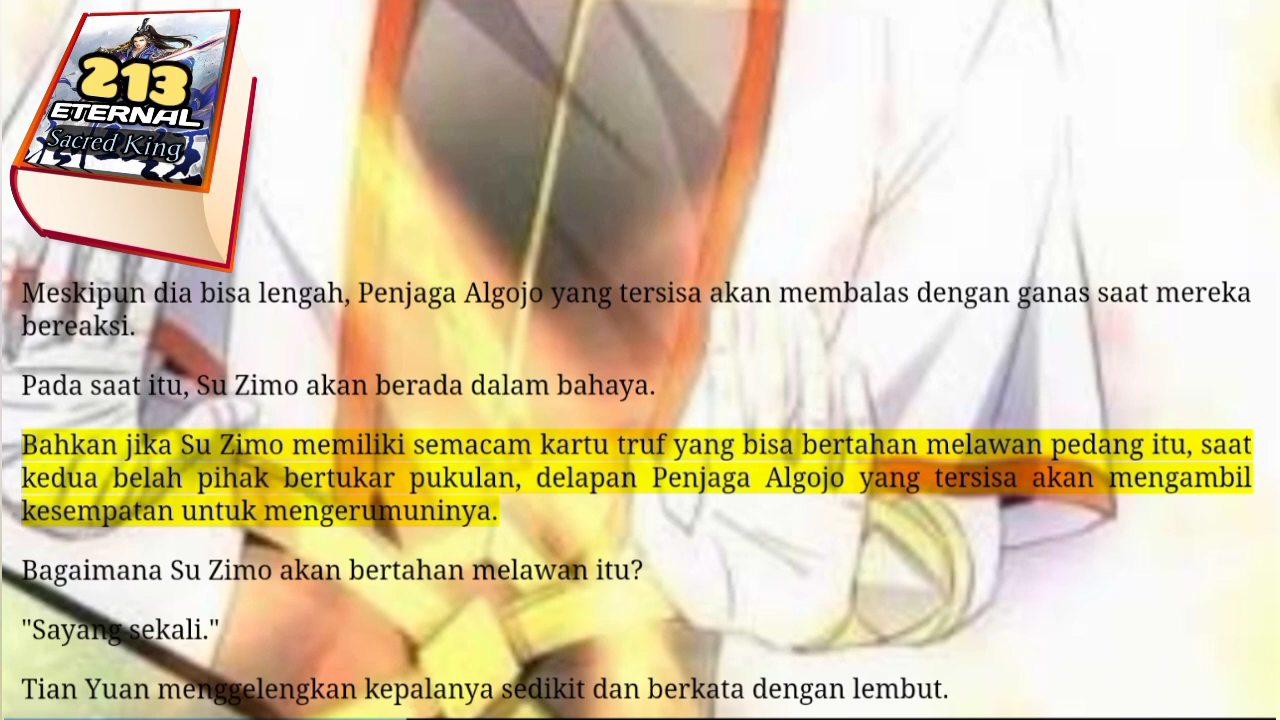 213
ETERNAL
Sacred King
Meskipun dia bisa lengah, Penjaga Algojo yang tersisa akan membalas dengan ganas saat mereka
bereaksi.
Pada saat itu, Su Zimo akan berada dalam bahaya.
Bahkan jika Su Zimo memiliki semacam kartu truf yang bisa bertahan melawan pedang itu, saat
kedua belah pihak bertukar pukulan, delapan Penjaga Algojo yang tersisa akan mengambil
kesempatan untuk mengerumuninya.
Bagaimana Su Zimo akan bertahan melawan itu?
"Sayang sekali."
Tian Yuan menggelengkan kepalanya sedikit dan berkata dengan lembut.